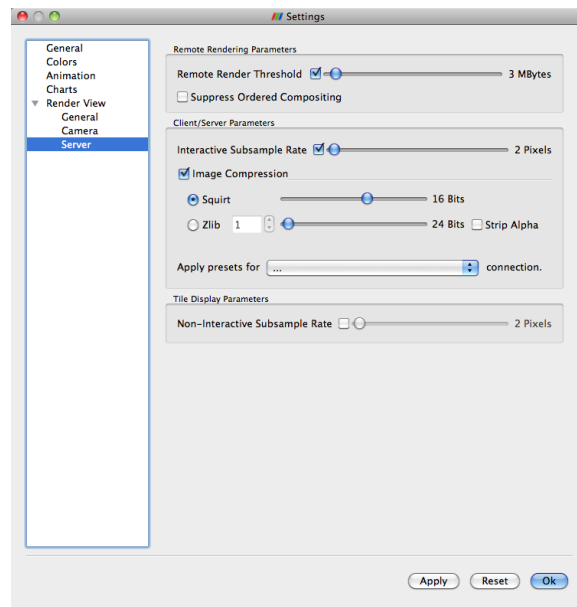 Settings
General
Colors
Animation
Charts
Render View
General
Camera
Server
Remote Rendering Parameters
Remote Render Threshold 3 MBytes
Suppress Ordered Compositing
Client/Server Parameters
Interactive Subsample Rate 2 Pixels
Image Compression
Squirt 16 Bits
Zlib 1 24 Bits Strip Alpha
Apply presets for ... connection.
Tile Display Parameters
Non-Interactive Subsample Rate 2 Pixels
Apply Reset Ok